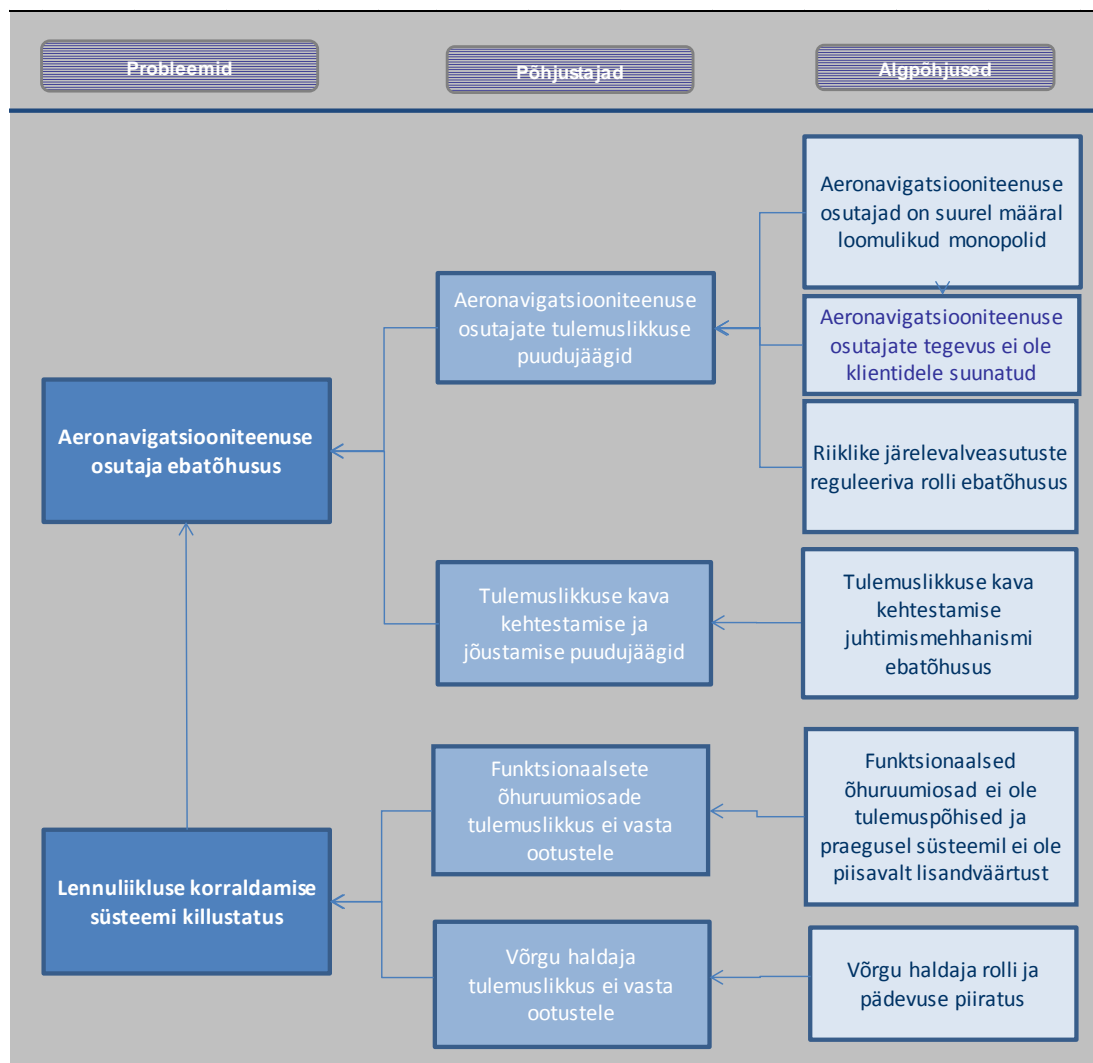 Probleemid
Põhjustajad
Algpõhjused
Aeronavigatsiooniteenuse
osutajad on suurel määral
loomulikud monopolid
Aeronavigatsiooniteenuse
osutajate tulemuslikkuse
puudujäägid
Aeronavigatsiooniteenuse
osutajate tegevus ei ole
klientidele suunatud
Aeronavigatsiooniteenuse
osutaja ebatõhusus
Riiklike järelevalveasutuste
reguleeriva rolli ebatõhusus
Tulemuslikkuse kava
kehtestamise ja
jõustamise puudujäägid
Tulemuslikkuse kava
kehtestamise
juhtimismehhanismi
ebatõhusus
Funktsionaalsete
õhuruumiosade
tulemuslikkus ei vasta
ootustele
Funktsionaalsed
õhuruumiosad ei ole
tulemuspõhised ja
praegusel süsteemil ei ole
piisavalt lisandväärtust
Lennuliikluse korraldamise
süsteemi killustatus
Võrgu haldaja
tulemuslikkus ei vasta
ootustele
Võrgu haldaja rolli ja
pädevuse piiratus